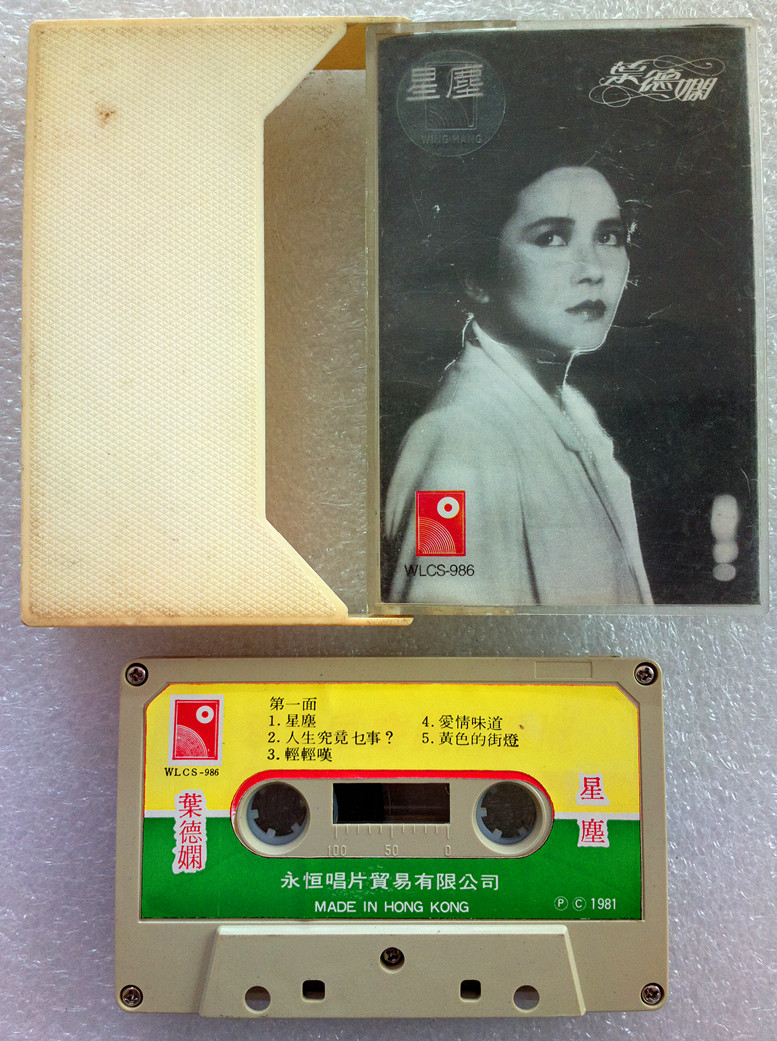 星塵
WING HANG
葉德嫻
WLCS-986
第一面
1. 星塵
2. 人生究竟乜事？
3. 輕輕嘆
4. 愛情味道
5. 黃色的街燈
WLCS-986
葉德嫻
星塵
100 50 0
永恒唱片貿易有限公司
MADE IN HONG KONG
Ⓟ Ⓒ 1981